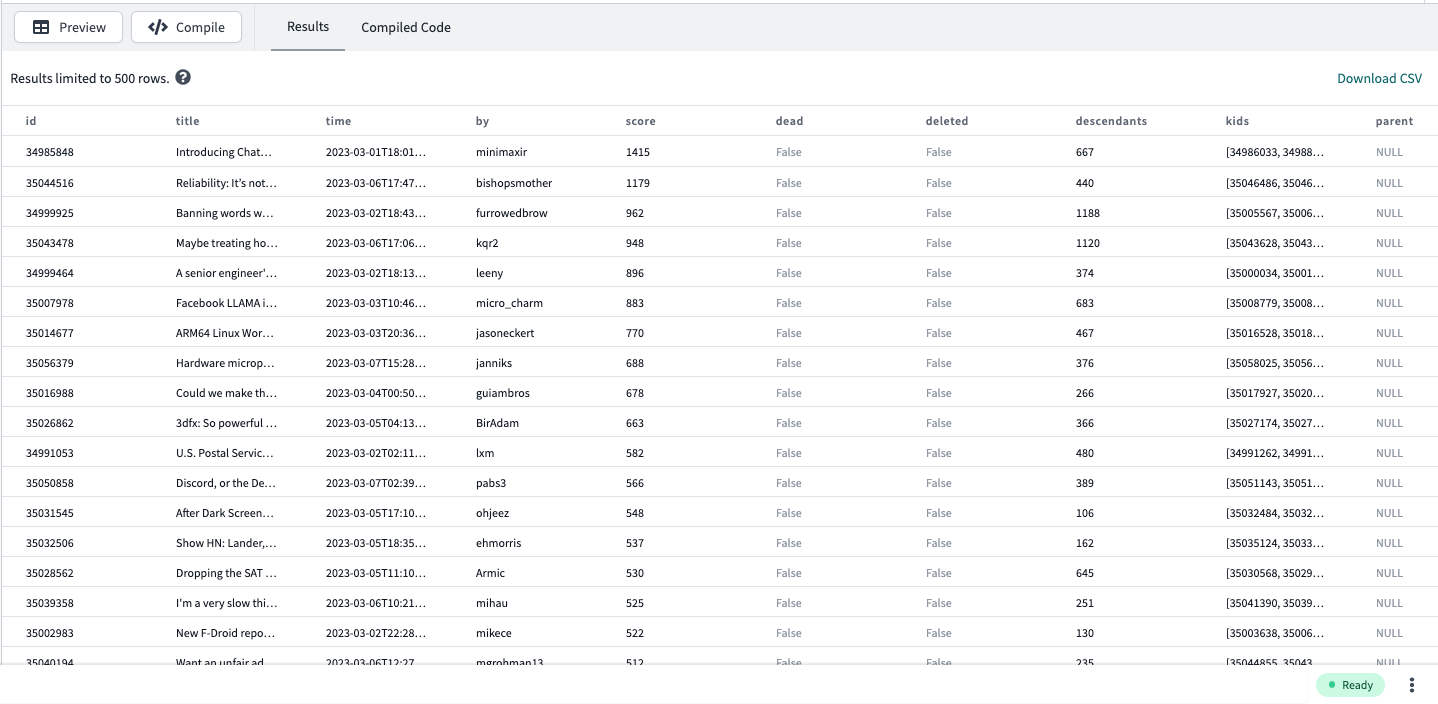 Preview Compile Results Compiled Code
Results limited to 500 rows. Download CSV
id title time by score dead deleted descendants kids parent
34985848 Introducing Chat… 2023-03-01T18:01… minimaxir 1415 False False 667 [34986033, 34988… NULL
35044516 Reliability: It’s not… 2023-03-06T17:47… bishopsmother 1179 False False 440 [35046486, 35046… NULL
34999925 Banning words w… 2023-03-02T18:43… furrowedbrow 962 False False 1188 [35005567, 35006… NULL
35043478 Maybe treating ho… 2023-03-06T17:06… kqr2 948 False False 1120 [35043628, 35043… NULL
34999464 A senior engineer'… 2023-03-02T18:13… leeny 896 False False 374 [35000034, 35001… NULL
35007978 Facebook LLAMA i… 2023-03-03T10:46… micro_charm 883 False False 683 [35008779, 35008… NULL
35014677 ARM64 Linux Wor… 2023-03-03T20:36… jasoneckert 770 False False 467 [35016528, 35018… NULL
35056379 Hardware microp… 2023-03-07T15:28… janniks 688 False False 376 [35058025, 35056… NULL
35016988 Could we make th… 2023-03-04T00:50… guiambros 678 False False 266 [35017927, 35020… NULL
35026862 3dfx: So powerful … 2023-03-05T04:13… BirAdam 663 False False 366 [35027174, 35027… NULL
34991053 U.S. Postal Servic… 2023-03-02T02:11… lxm 582 False False 480 [34991262, 34991… NULL
35050858 Discord, or the De… 2023-03-07T02:39… pabs3 566 False False 389 [35051143, 35051… NULL
35031545 After Dark Screen… 2023-03-05T17:10… ohjeez 548 False False 106 [35032484, 35032… NULL
35032506 Show HN: Lander,… 2023-03-05T18:35… ehmorris 537 False False 162 [35035124, 35033… NULL
35028562 Dropping the SAT … 2023-03-05T11:10… Armic 530 False False 645 [35030568, 35029… NULL
35039358 I'm a very slow thi… 2023-03-06T10:21… mihau 525 False False 251 [35041390, 35039… NULL
35002983 New F-Droid repo… 2023-03-02T22:28… mikece 522 False False 130 [35003638, 35006… NULL
35040194 Want an unfair ad… 2023-03-06T12:27… mgrohman13 512 False False 235 [35044855, 35043… NULL
Ready